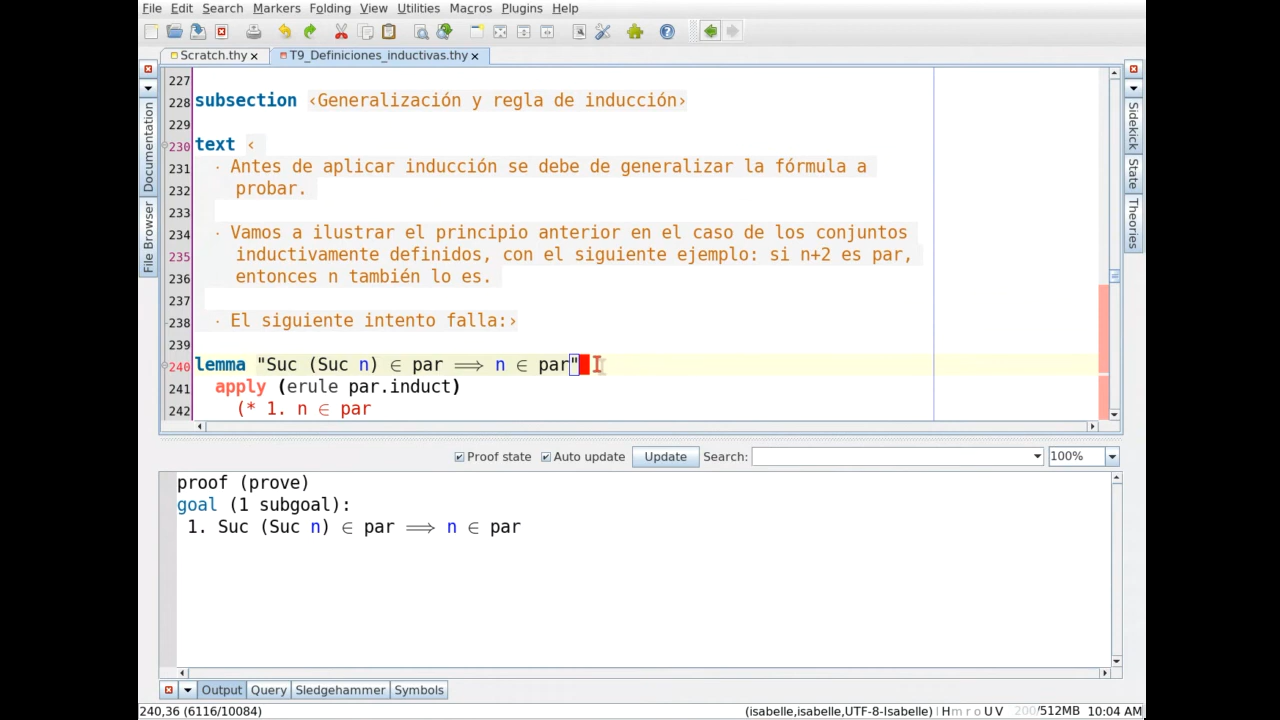 File Edit Search Markers Folding View Utilities Macros Plugins Help
Scratch.thy T9_Definiciones_inductivas.thy
227
228 subsection ‹Generalización y regla de inducción›
229
230 text ‹
231 · Antes de aplicar inducción se debe de generalizar la fórmula a
232 probar.
233
234 · Vamos a ilustrar el principio anterior en el caso de los conjuntos
235 inductivamente definidos, con el siguiente ejemplo: si n+2 es par,
236 entonces n también lo es.
237
238 · El siguiente intento falla:›
239
240 lemma "Suc (Suc n) ∈ par ⟹ n ∈ par"
241 apply (erule par.induct)
242 (* 1. n ∈ par
Documentation
File Browser
Sidekick
State
Theories
Proof state Auto update Update Search: 100%
proof (prove)
goal (1 subgoal):
1. Suc (Suc n) ∈ par ⟹ n ∈ par
Output Query Sledgehammer Symbols
240,36 (6116/10084) (isabelle,isabelle,UTF-8-Isabelle) H m r o U V 200/512MB 10:04 AM